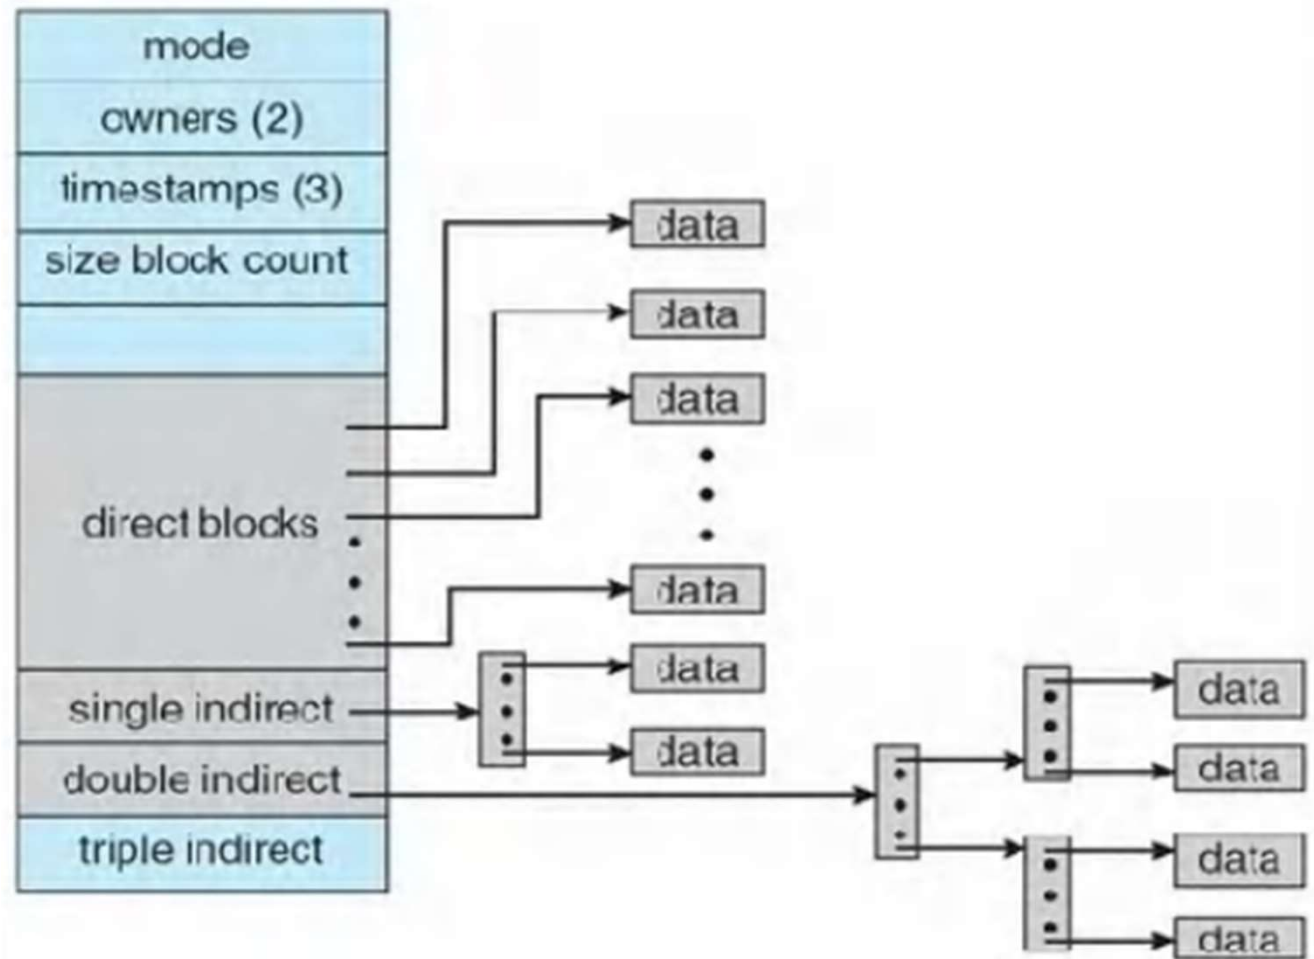 mode
owners (2)
timestamps (3)
size block count
data
data
data
direct blocks
data
data
single indirect
data
double indirect
triple indirect
data
data
data
data